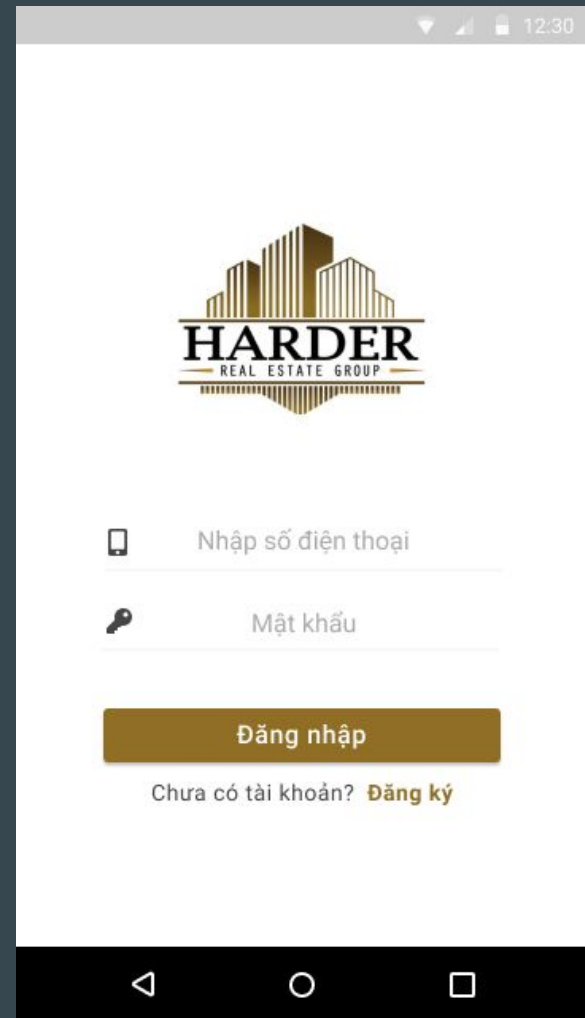 12:30
HARDER
REAL ESTATE GROUP
Nhập số điện thoại
Mật khẩu
Đăng nhập
Chưa có tài khoản? Đăng ký